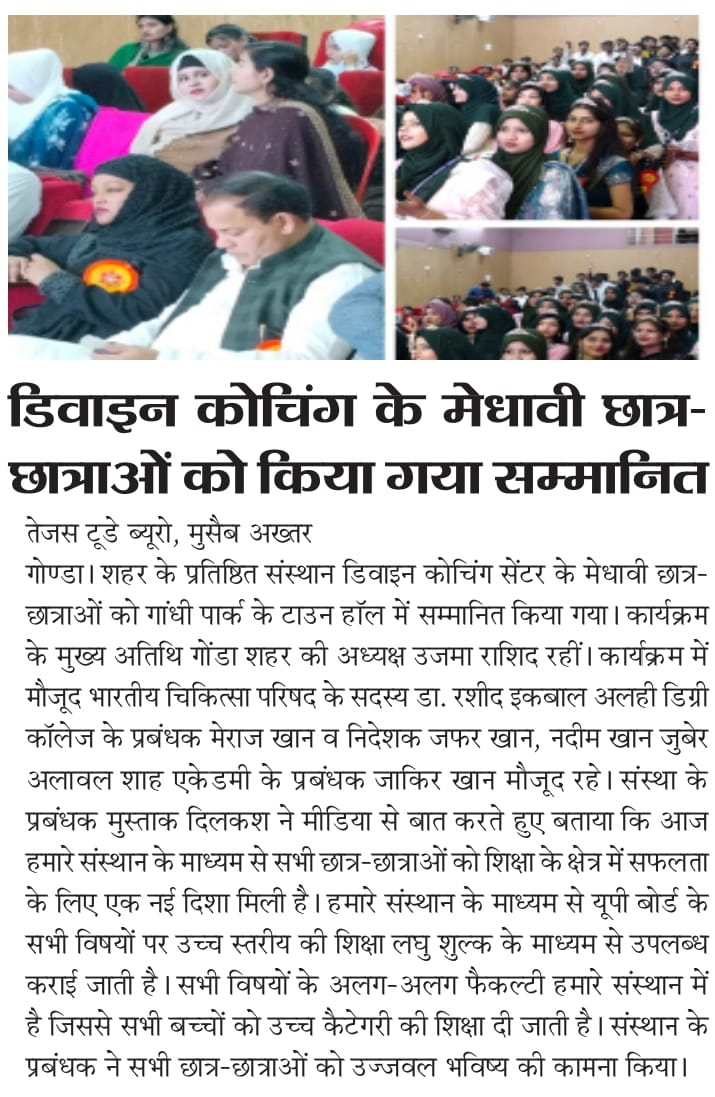 डिवाइन कोचिंग के मेधावी छात्र-
छात्राओं को किया गया सम्मानित
तेजस टूडे ब्यूरो, मुसैब अख्तर
गोण्डा। शहर के प्रतिष्ठित संस्थान डिवाइन कोचिंग सेंटर के मेधावी छात्र-
छात्राओं को गांधी पार्क के टाउन हॉल में सम्मानित किया गया। कार्यक्रम
के मुख्य अतिथि गोंडा शहर की अध्यक्ष उजमा राशिद रहीं। कार्यक्रम में
मौजूद भारतीय चिकित्सा परिषद के सदस्य डा. रशीद इकबाल अलही डिग्री
कॉलेज के प्रबंधक मेराज खान व निदेशक जफर खान, नदीम खान जुबेर
अलावल शाह एकेडमी के प्रबंधक जाकिर खान मौजूद रहे। संस्था के
प्रबंधक मुस्ताक दिलकश ने मीडिया से बात करते हुए बताया कि आज
हमारे संस्थान के माध्यम से सभी छात्र-छात्राओं को शिक्षा के क्षेत्र में सफलता
के लिए एक नई दिशा मिली है। हमारे संस्थान के माध्यम से यूपी बोर्ड के
सभी विषयों पर उच्च स्तरीय की शिक्षा लघु शुल्क के माध्यम से उपलब्ध
कराई जाती है। सभी विषयों के अलग-अलग फैकल्टी हमारे संस्थान में
है जिससे सभी बच्चों को उच्च कैटेगरी की शिक्षा दी जाती है। संस्थान के
प्रबंधक ने सभी छात्र-छात्राओं को उज्जवल भविष्य की कामना किया।